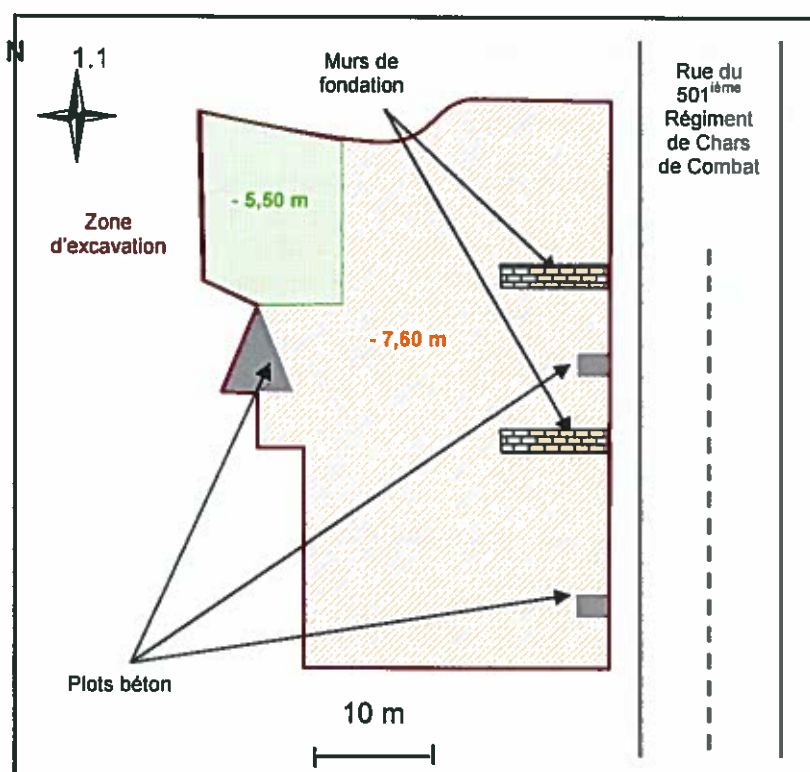 N
1.1
Murs de
fondation
Rue du
501ième
Régiment
de Chars
de Combat
- 5,50 m
Zone
d'excavation
- 7,60 m
Plots béton
10 m